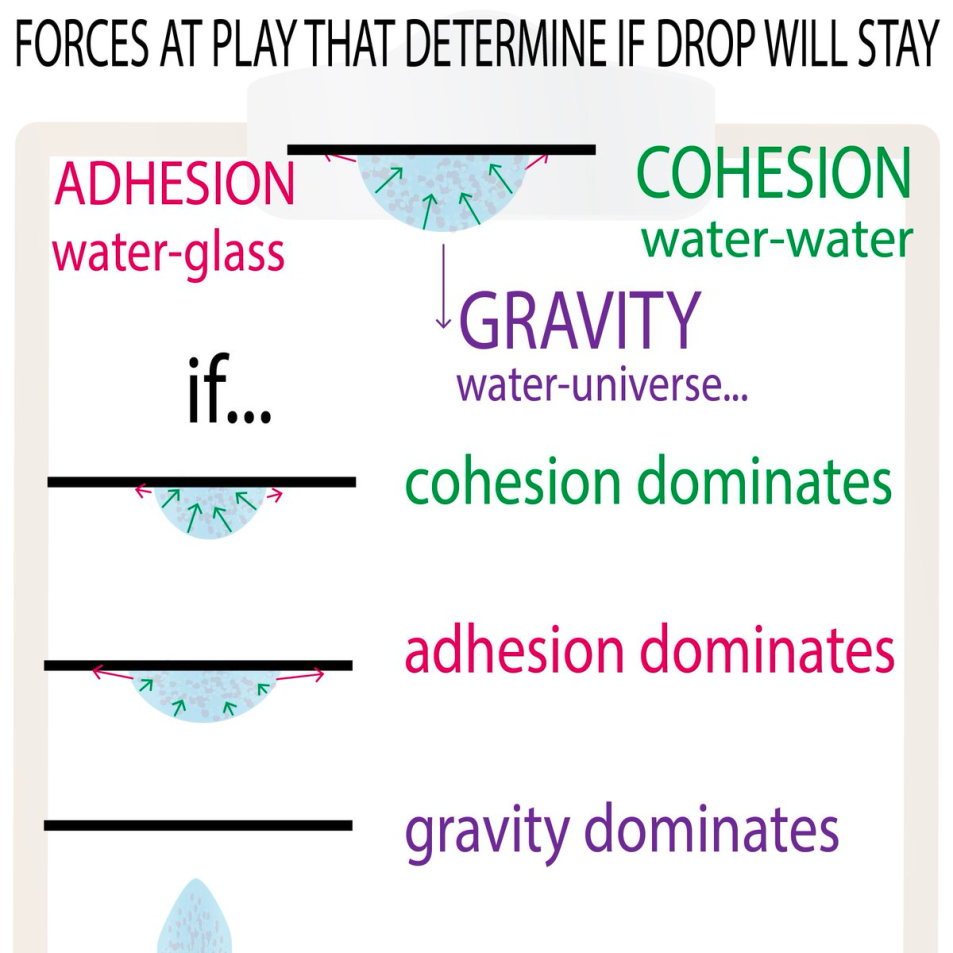 FORCES AT PLAY THAT DETERMINE IF DROP WILL STAY
ADHESION
water-glass
COHESION
water-water
GRAVITY
water-universe...
if...
cohesion dominates
adhesion dominates
gravity dominates